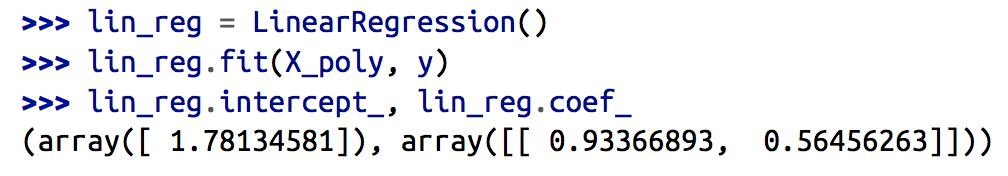 >>> lin_reg = LinearRegression()
>>> lin_reg.fit(X_poly, y)
>>> lin_reg.intercept_, lin_reg.coef_
(array([ 1.78134581]), array([[ 0.93366893,  0.56456263]]))